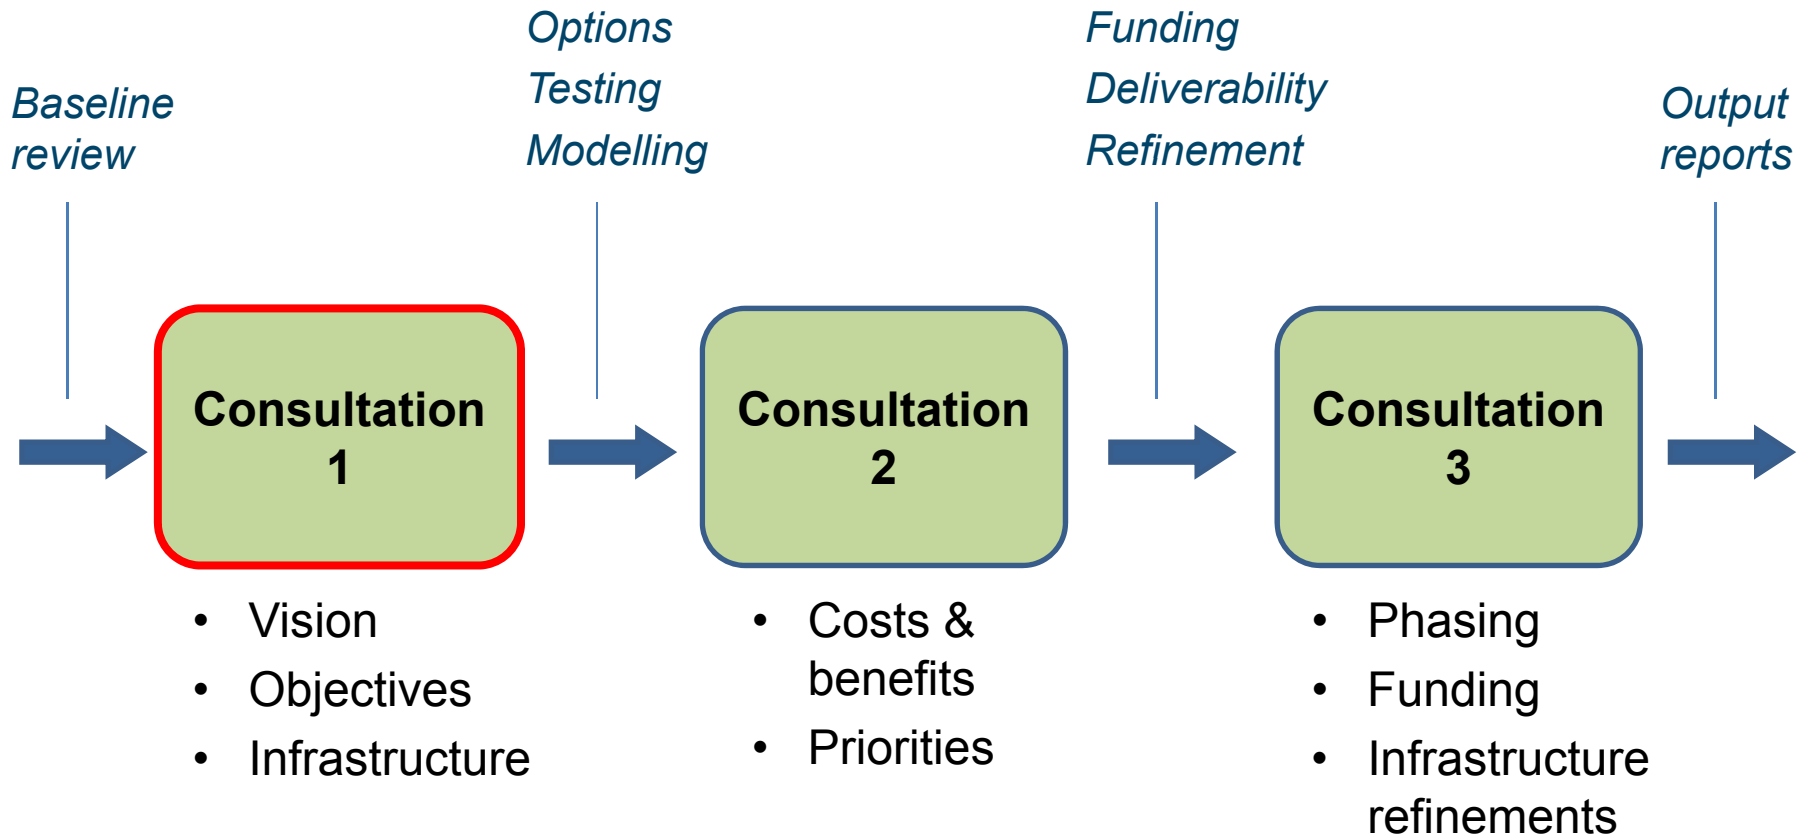 Baseline
review
Options
Testing
Modelling
Funding
Deliverability
Refinement
Output
reports
Consultation
1
Consultation
2
Consultation
3
• Vision
• Objectives
• Infrastructure
• Costs &
benefits
• Priorities
• Phasing
• Funding
• Infrastructure
refinements